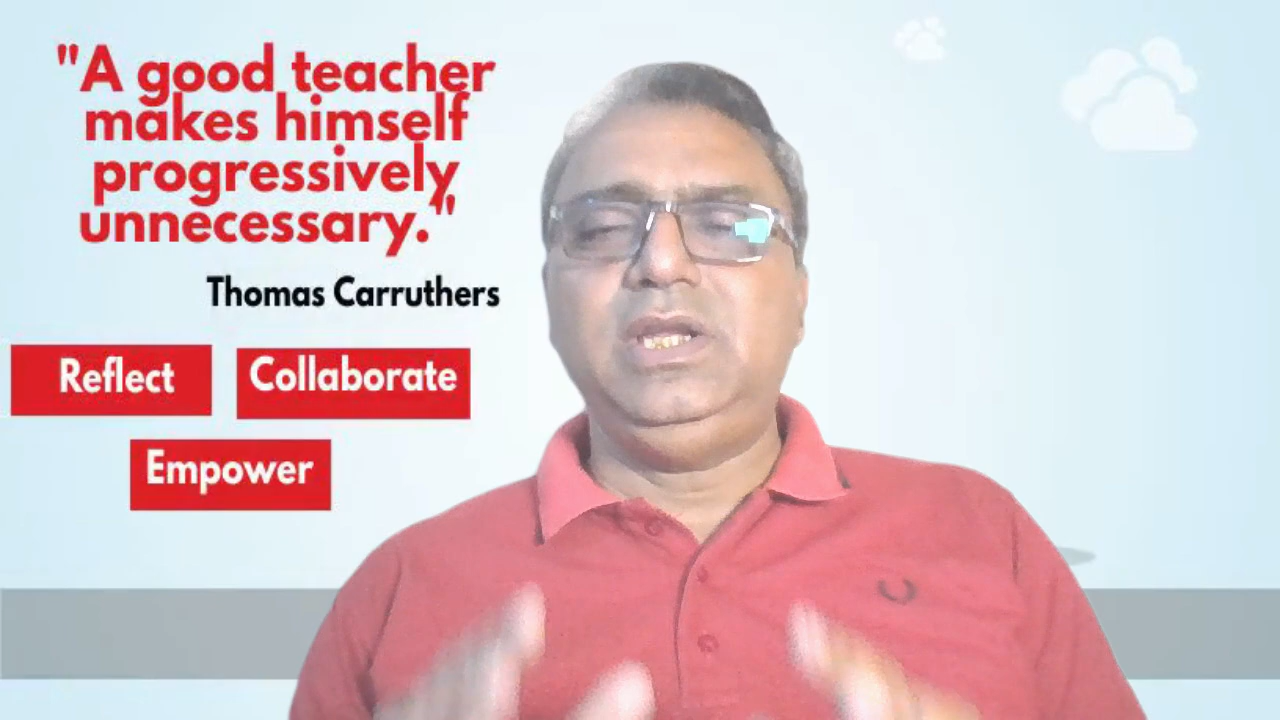 "A good teacher
makes himself
progressively
unnecessary."
Thomas Carruthers
Reflect
Collaborate
Empower